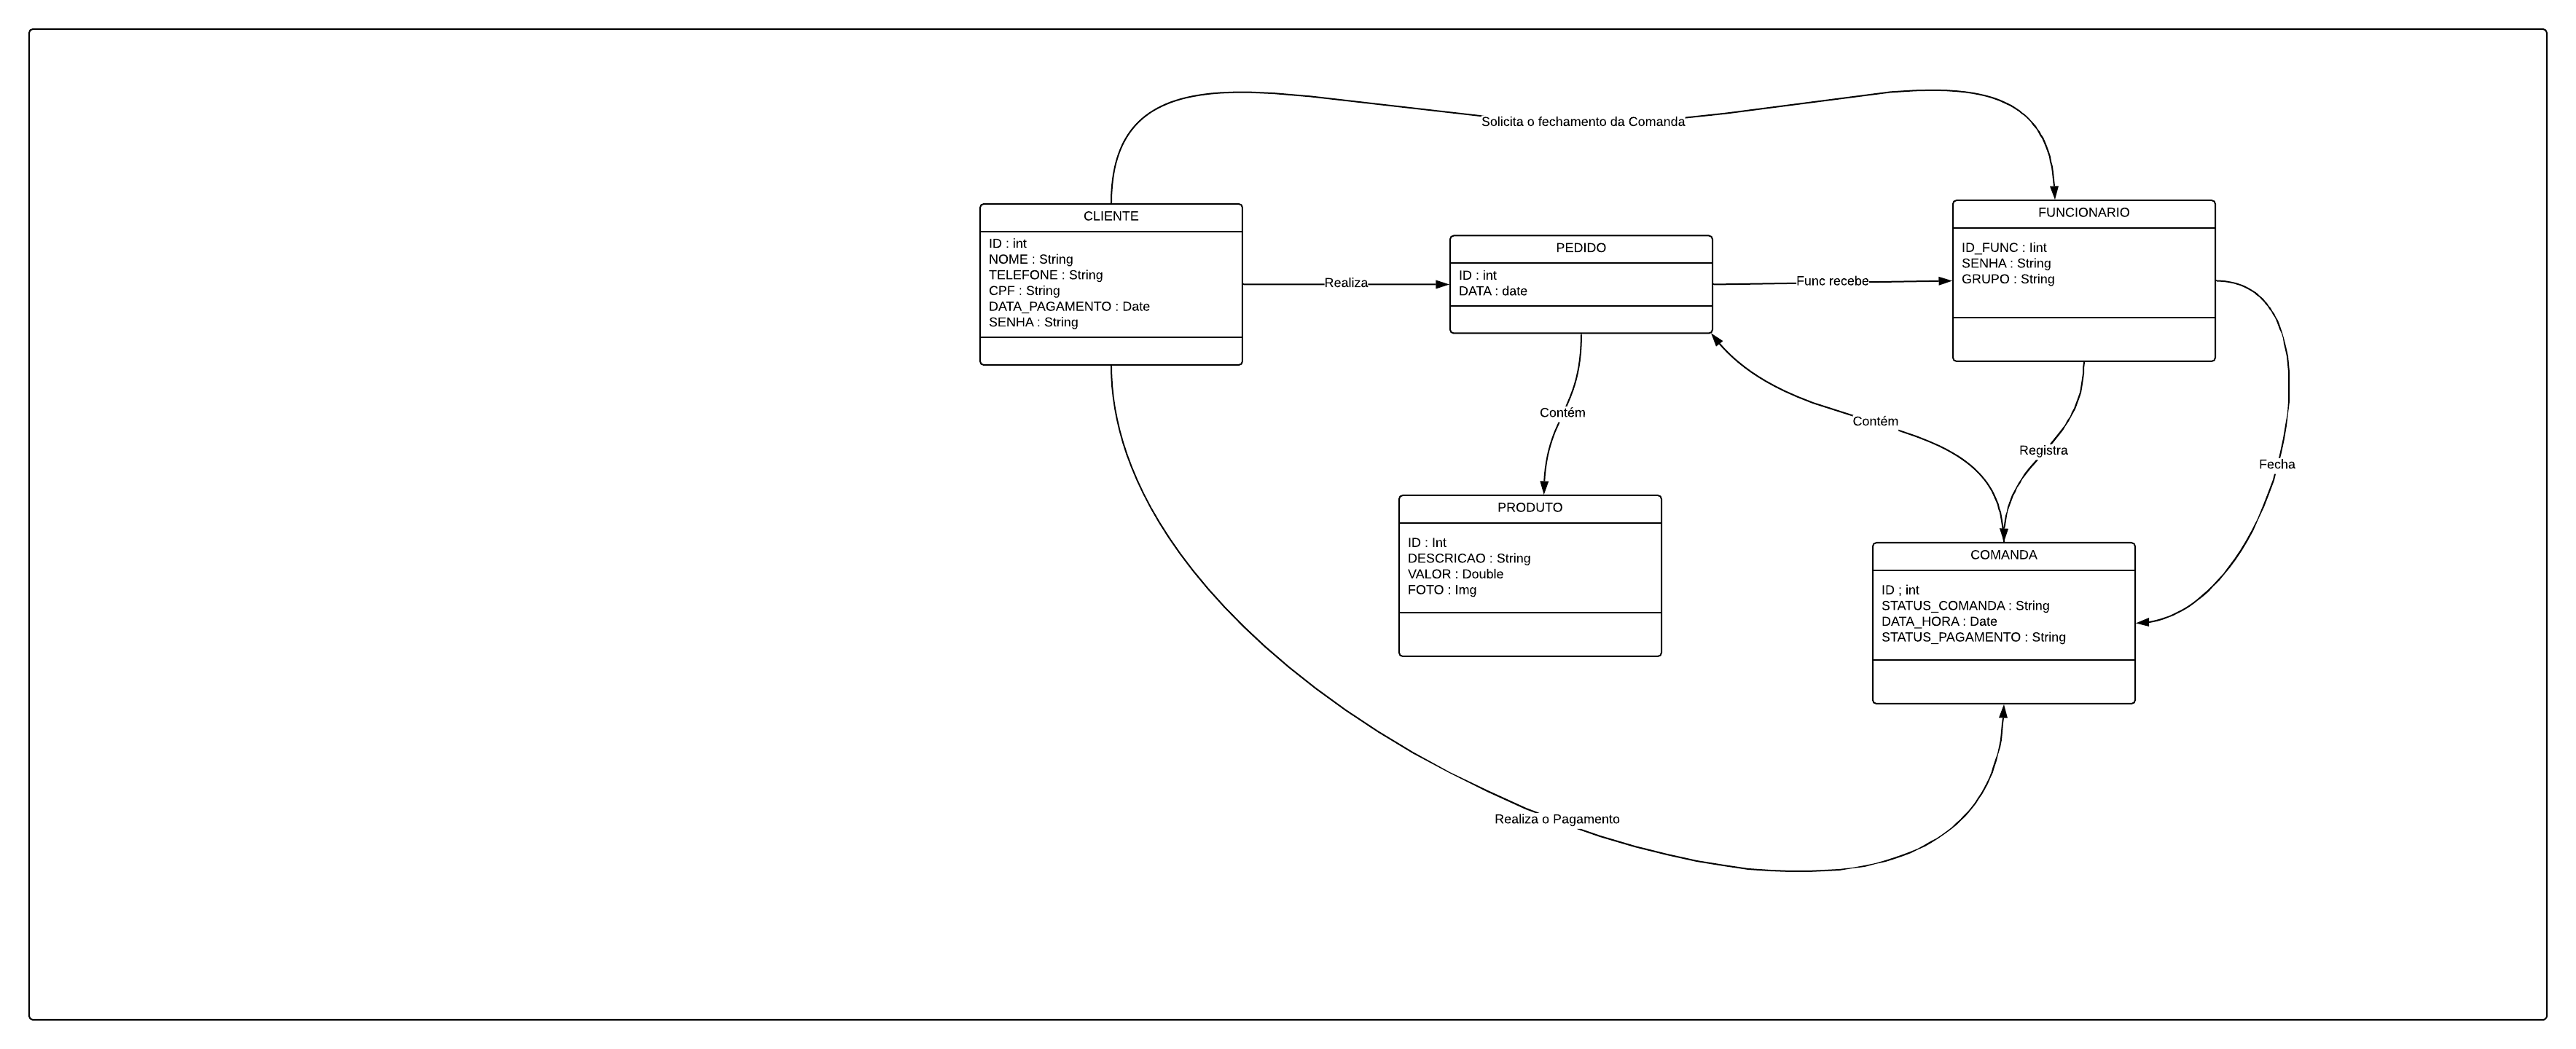 Solicita o fechamento da Comanda
CLIENTE
ID : int
NOME : String
TELEFONE : String
CPF : String
DATA_PAGAMENTO : Date
SENHA : String
Realiza
PEDIDO
ID : int
DATA : date
Func recebe
FUNCIONARIO
ID_FUNC : Iint
SENHA : String
GRUPO : String
Contém
Contém
Registra
Fecha
PRODUTO
ID : Int
DESCRICAO : String
VALOR : Double
FOTO : Img
COMANDA
ID ; int
STATUS_COMANDA : String
DATA_HORA : Date
STATUS_PAGAMENTO : String
Realiza o Pagamento